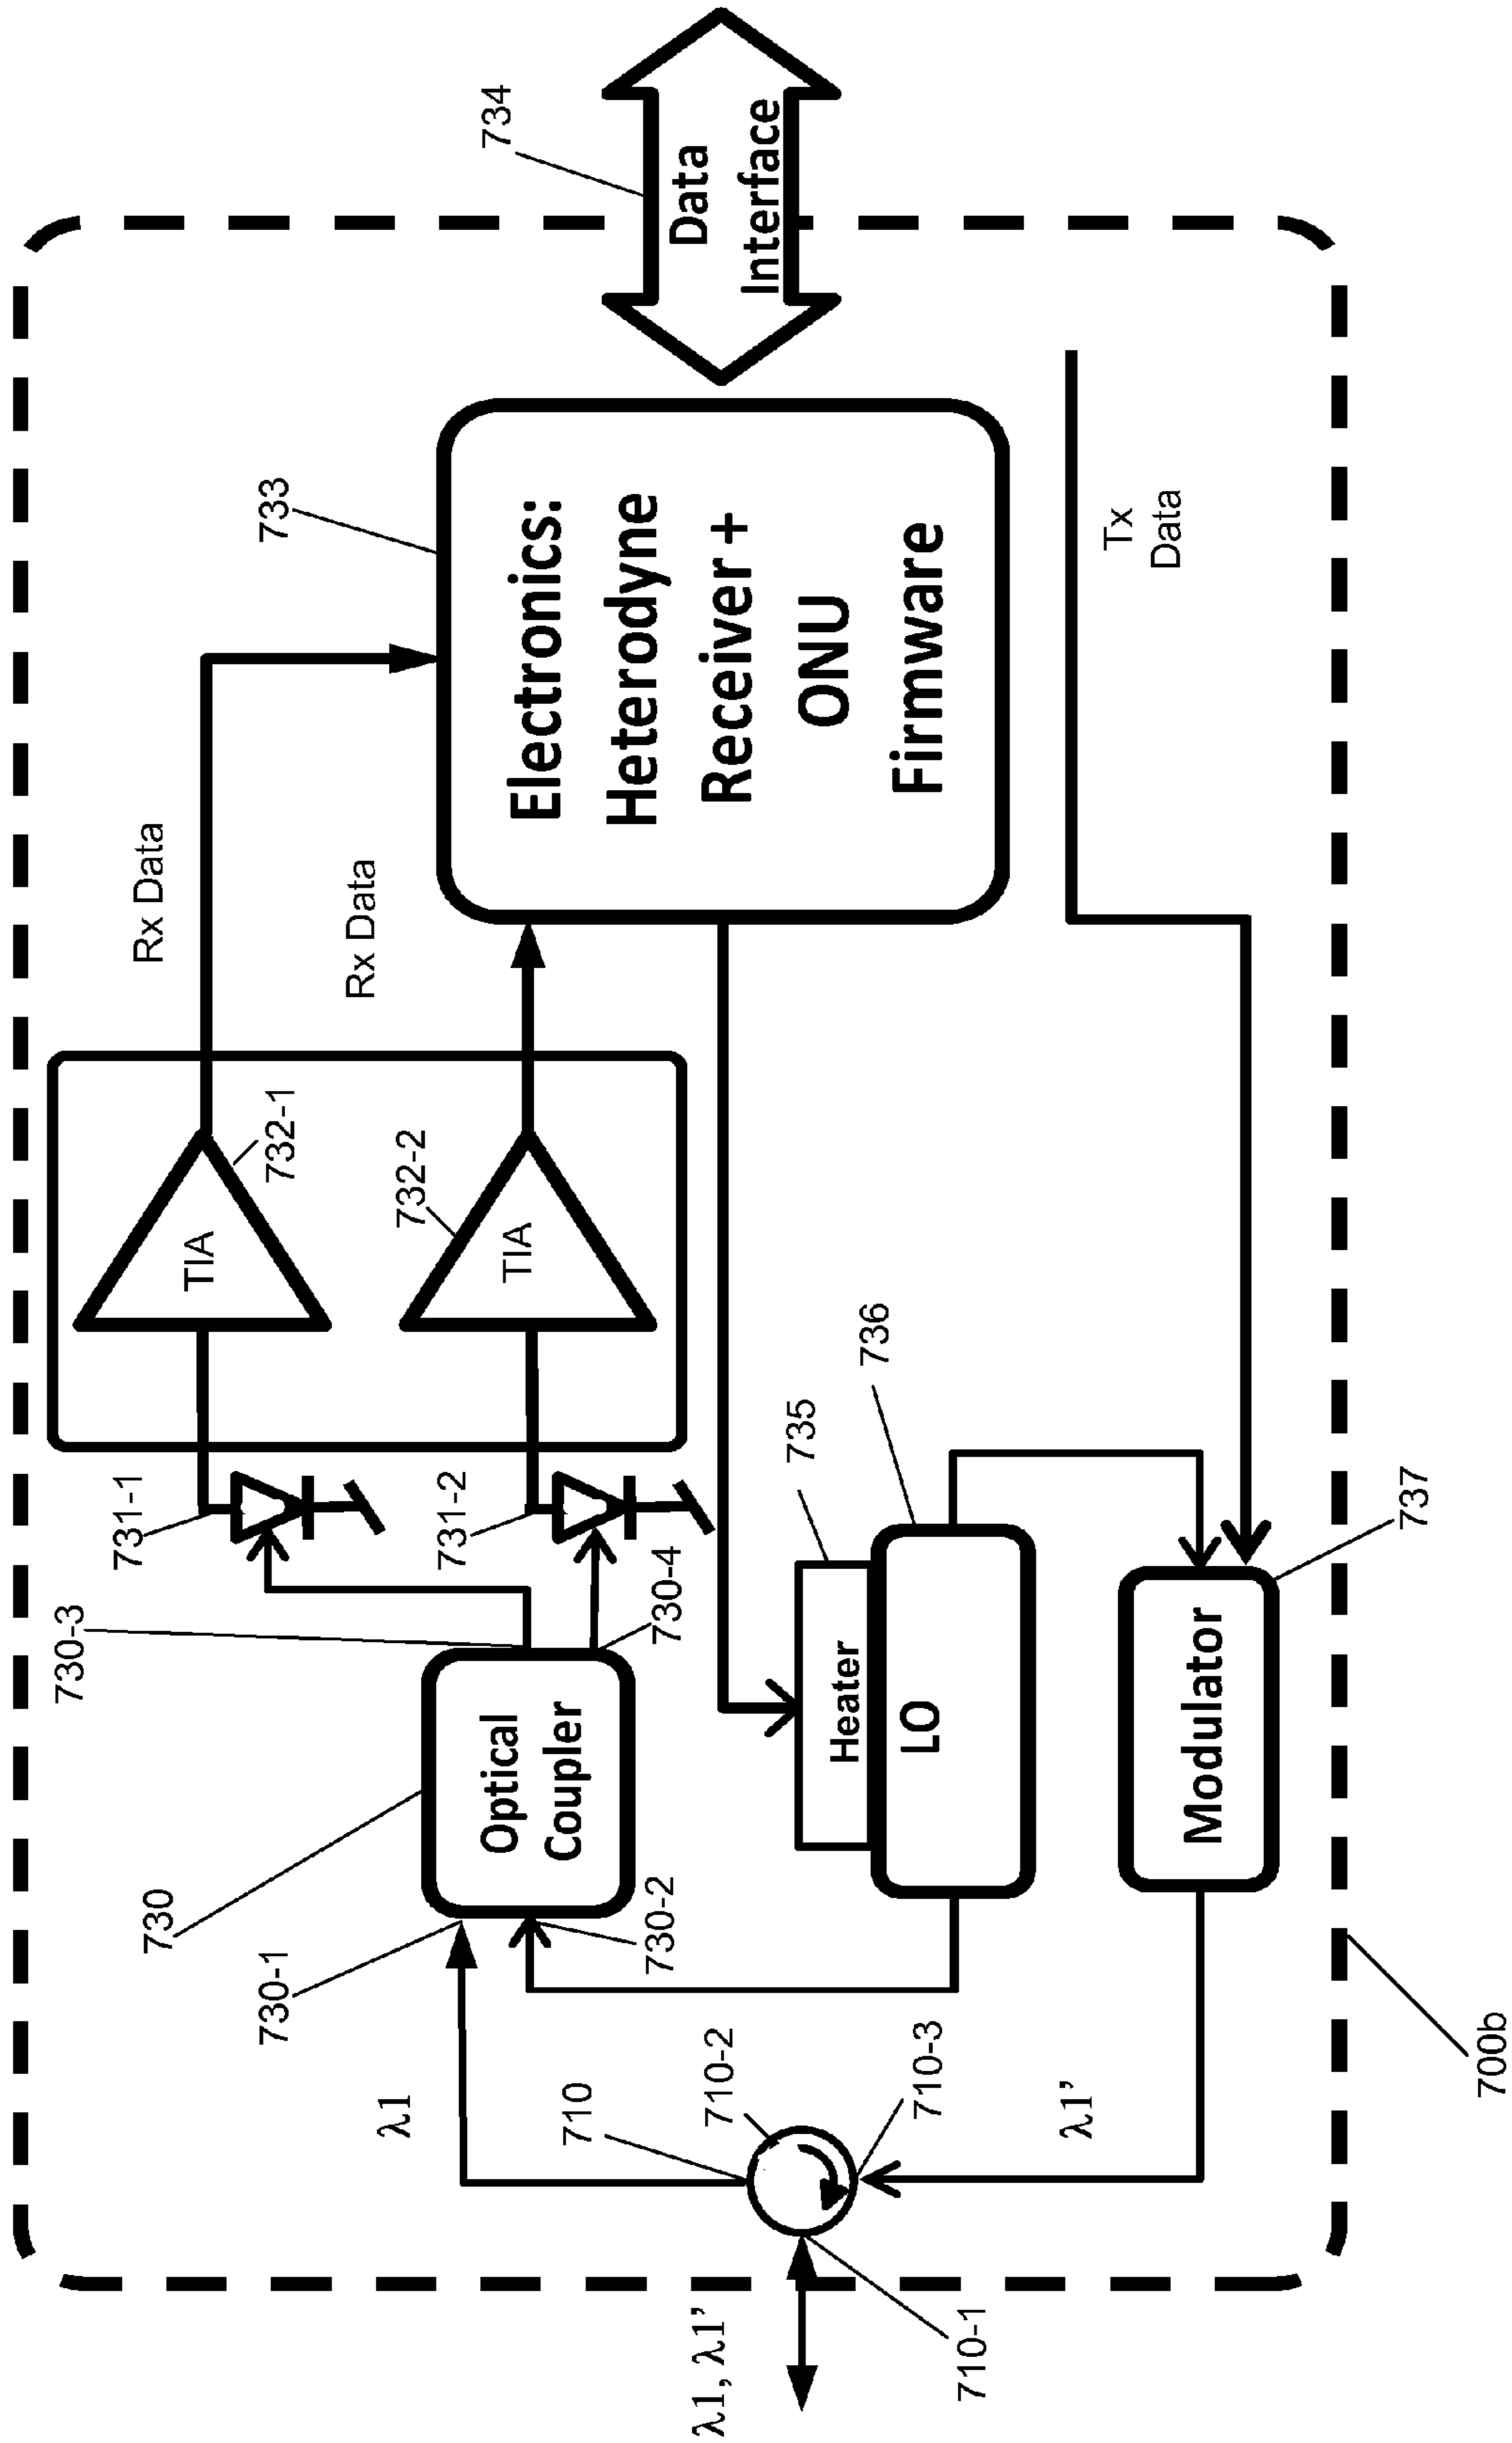 Rx Data
731-1
TIA
732-1
733
734
730-3
Rx Data
731-2
TIA
732-2
730
730-1
Optical
Coupler
730-4
730-2
Electronics:
Heterodyne
Receiver +
ONU
Firmware
Data
Interface
λ1
710
710-2
λ1, λ1’
710-1
710-3
735
736
Heater
LO
Tx
Data
λ1’
Modulator
737
700b